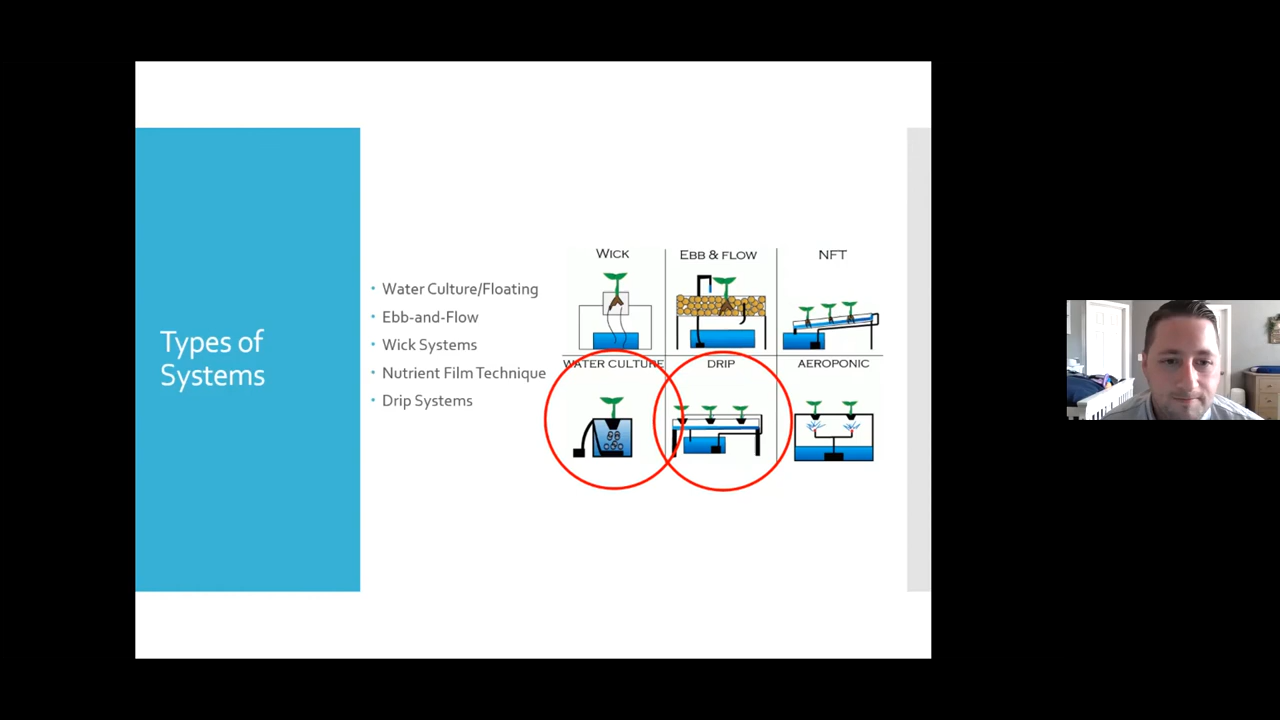 Types of
Systems
Water Culture/Floating
Ebb-and-Flow
Wick Systems
Nutrient Film Technique
Drip Systems
WICK
EBB & FLOW
NFT
WATER CULTURE
DRIP
AEROPONIC